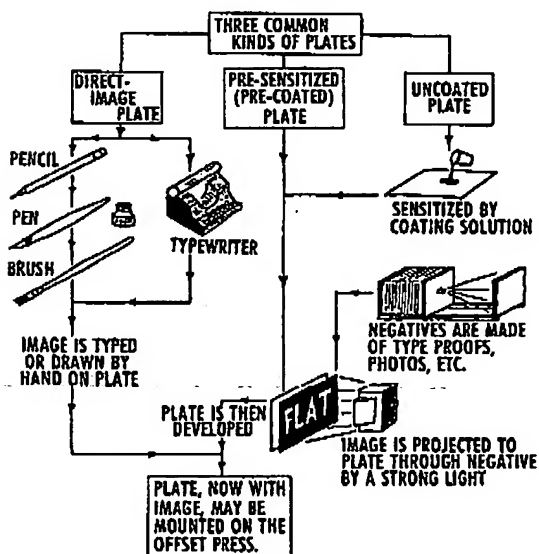 THREE COMMON
KINDS OF PLATES
DIRECT-
IMAGE
PLATE
PRE-SENSITIZED
(PRE-COATED)
PLATE
UNCOATED
PLATE
PENCIL
PEN
BRUSH
TYPEWRITER
SENSITIZED BY
COATING SOLUTION
NEGATIVES ARE MADE
OF TYPE PROOFS,
PHOTOS, ETC.
IMAGE IS TYPED
OR DRAWN BY
HAND ON PLATE
PLATE IS THEN
DEVELOPED
FLAT
IMAGE IS PROJECTED TO
PLATE THROUGH NEGATIVE
BY A STRONG LIGHT
PLATE, NOW WITH
IMAGE, MAY BE
MOUNTED ON THE
OFFSET PRESS.